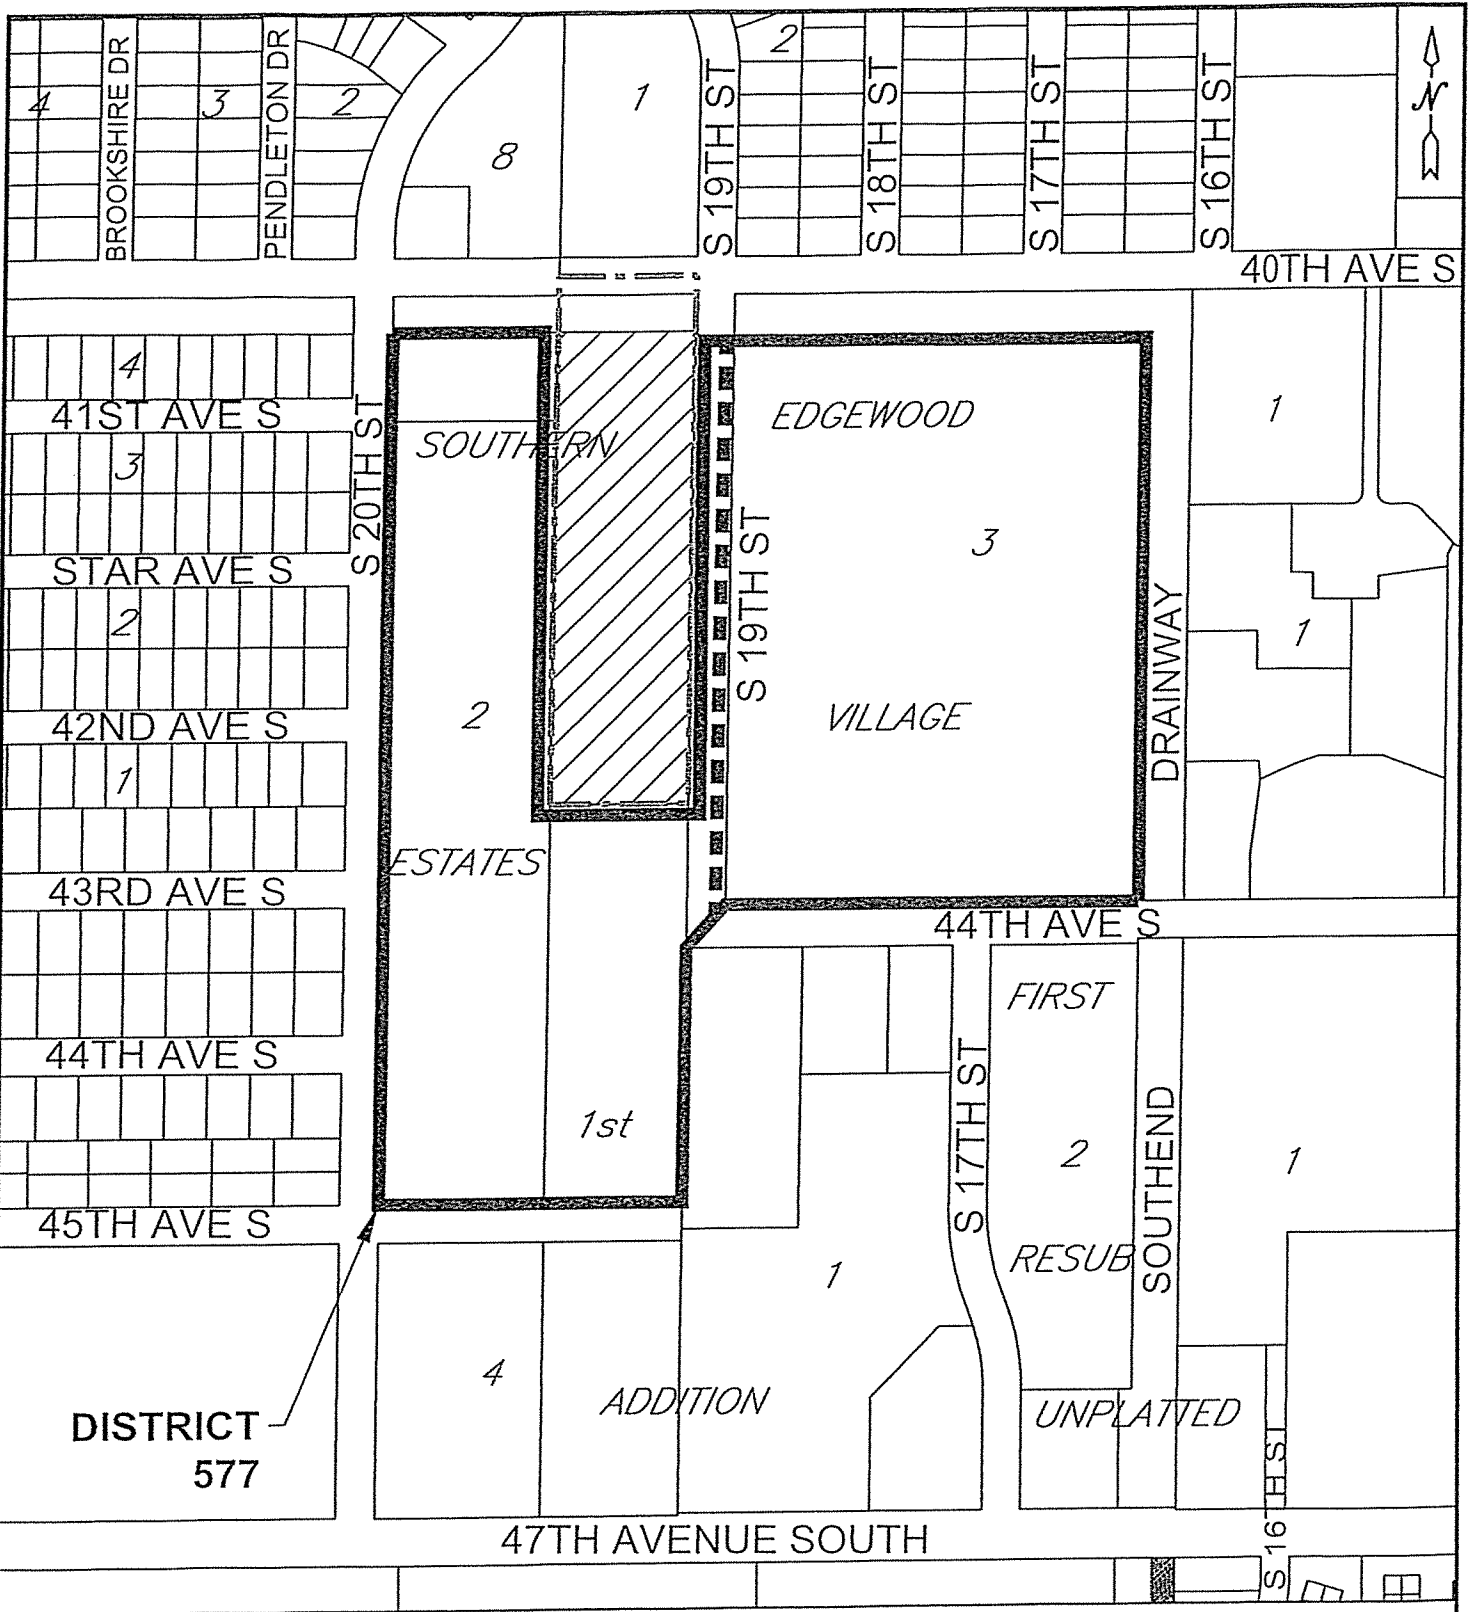 BROOKSHIRE DR
PENDLETON DR
S 19TH ST
S 18TH ST
S 17TH ST
S 16TH ST
N
4
3
2
8
1
2
40TH AVE S
4
41ST AVE S
3
STAR AVE S
2
42ND AVE S
1
43RD AVE S
44TH AVE S
45TH AVE S
S 20TH ST
SOUTHERN
2
ESTATES
1st
S 19TH ST
EDGEWOOD
3
VILLAGE
DRAINWAY
1
1
44TH AVE S
FIRST
2
RESUB
S 17TH ST
SOUTHEND
1
1
4
ADDITION
UNPLATTED
DISTRICT
577
47TH AVENUE SOUTH
S 16TH ST